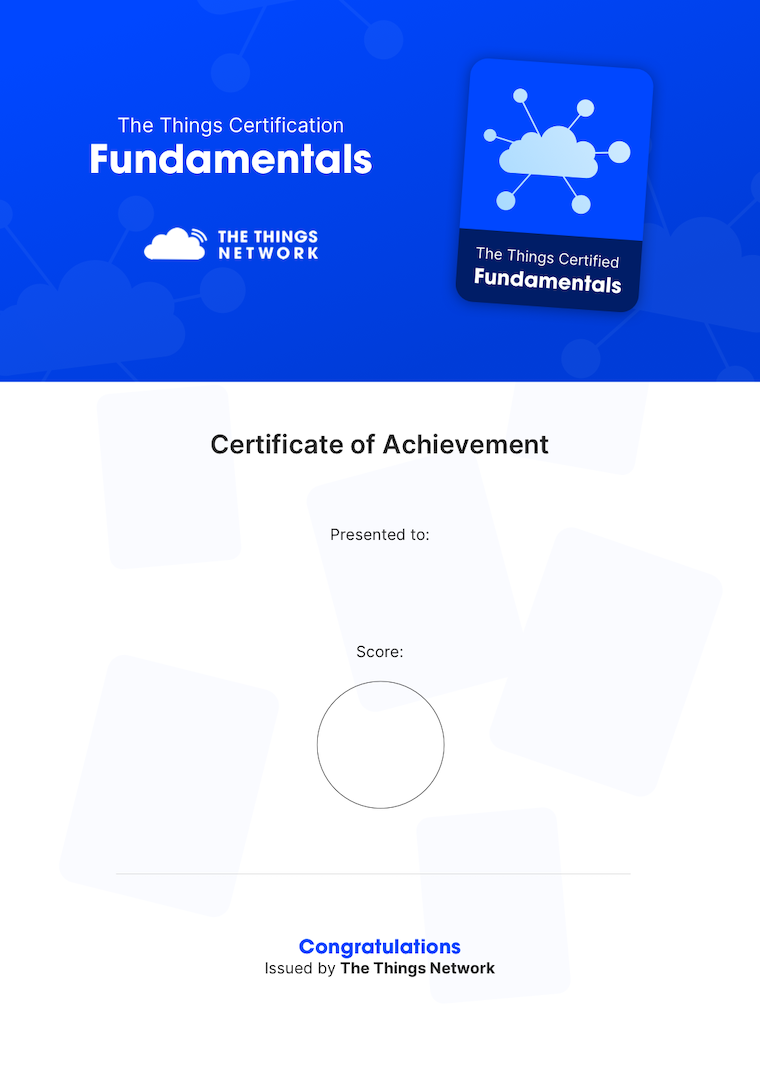 The Things Certification
Fundamentals
THE THINGS
NETWORK
The Things Certified
Fundamentals
Certificate of Achievement
Presented to:
Score:
Congratulations
Issued by The Things Network